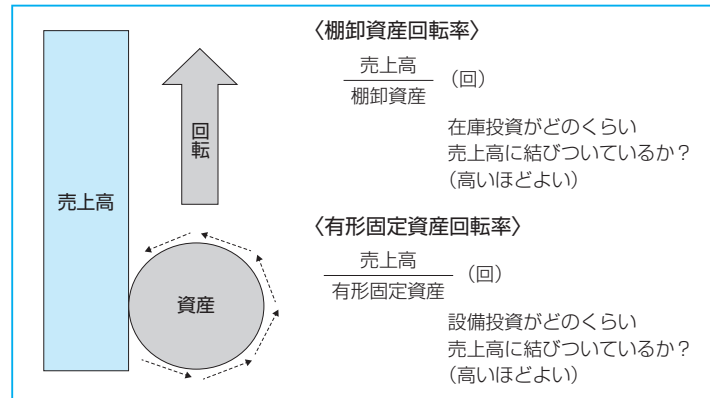 売上高
回転
資産
〈棚卸資産回転率〉
売上高
棚卸資産
（回）
在庫投資がどのくらい
売上高に結びついているか？
（高いほどよい）
〈有形固定資産回転率〉
売上高
有形固定資産
（回）
設備投資がどのくらい
売上高に結びついているか？
（高いほどよい）